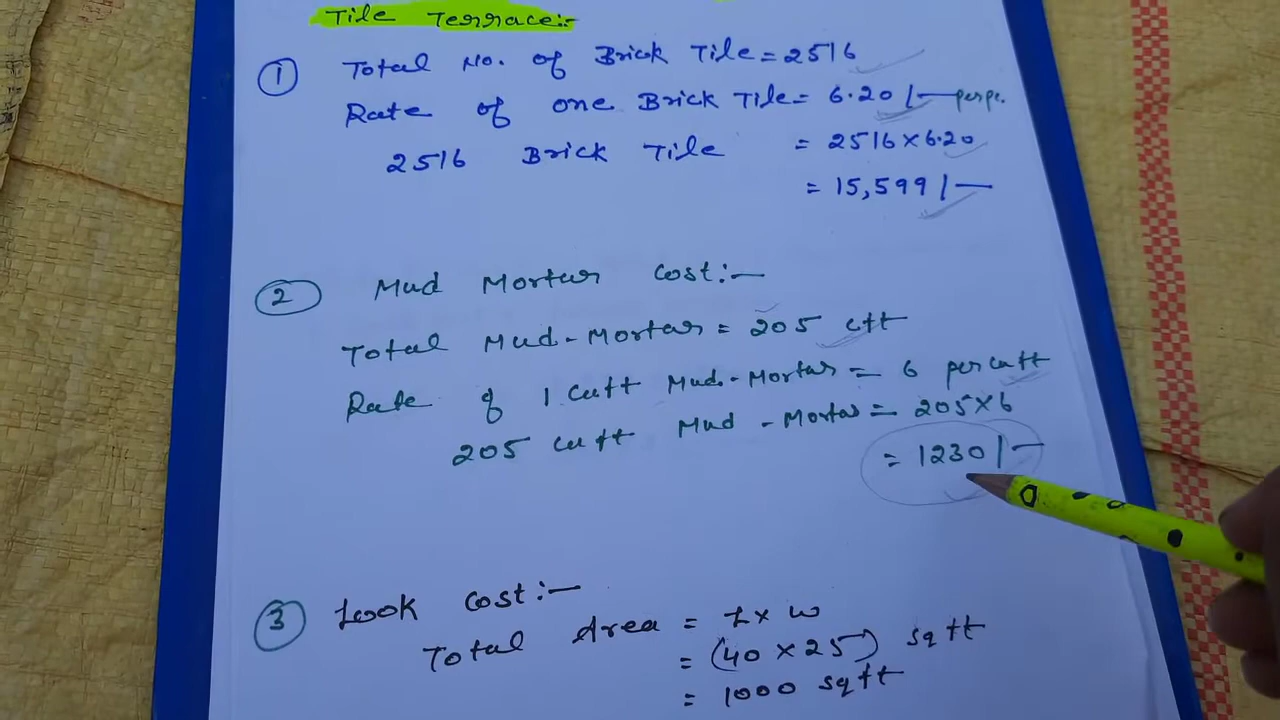 Tile Terrace:-
① Total No. of Brick Tile = 2516
Rate of one Brick Tile = 6.20/- perpc.
2516 Brick Tile = 2516 × 6.20
= 15,599/-
② Mud Mortar Cost:-
Total Mud-Mortar = 205 cft
Rate of 1 Cuft Mud-Mortar = 6 per cuft
205 cuft Mud-Mortar = 205×6
= 1230/-
③ Look Cost:-
Total Area = L×W
= (40 × 25) sqft
= 1000 sqft